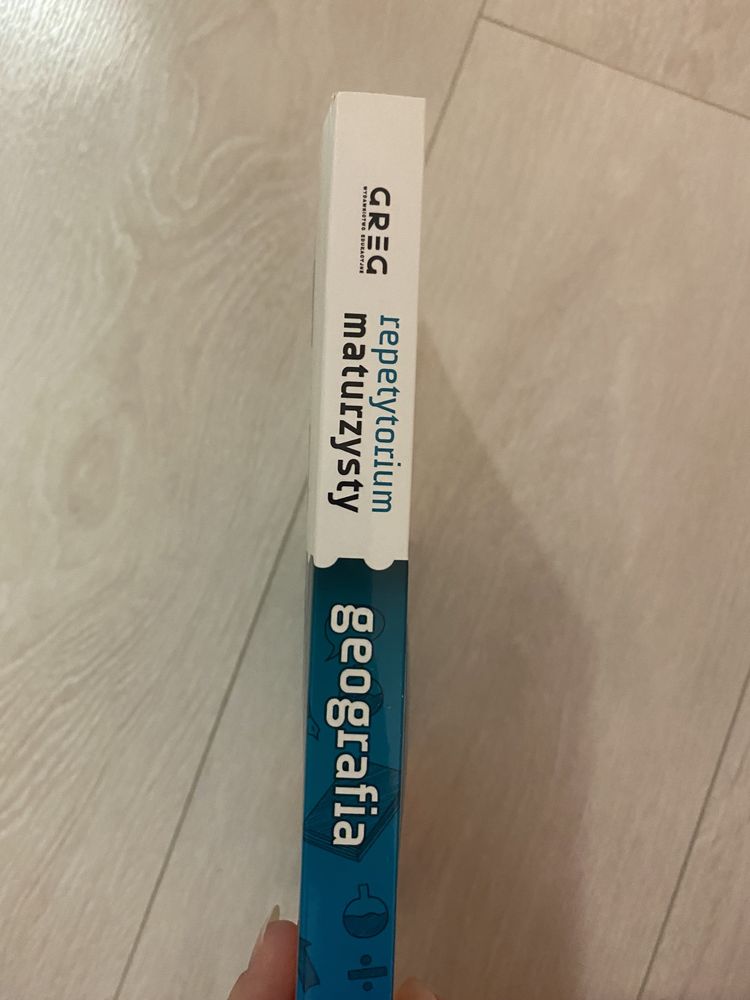 GREG
WYDAWNICTWO EDUKACYJNE
repetytorium
maturzysty
geografia